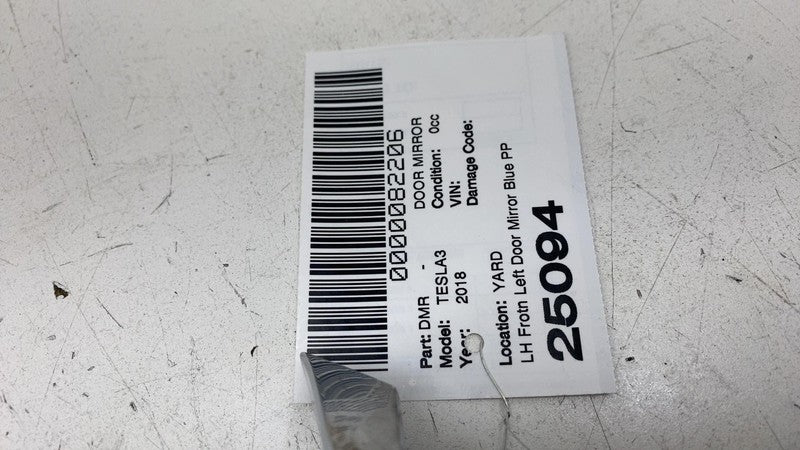 0000082206
Part: DMR - DOOR MIRROR
Model: TESLA3 Condition: 0cc
Year: 2018 VIN:
Damage Code:
Location: YARD
LH Frotn Left Door Mirror Blue PP
25094